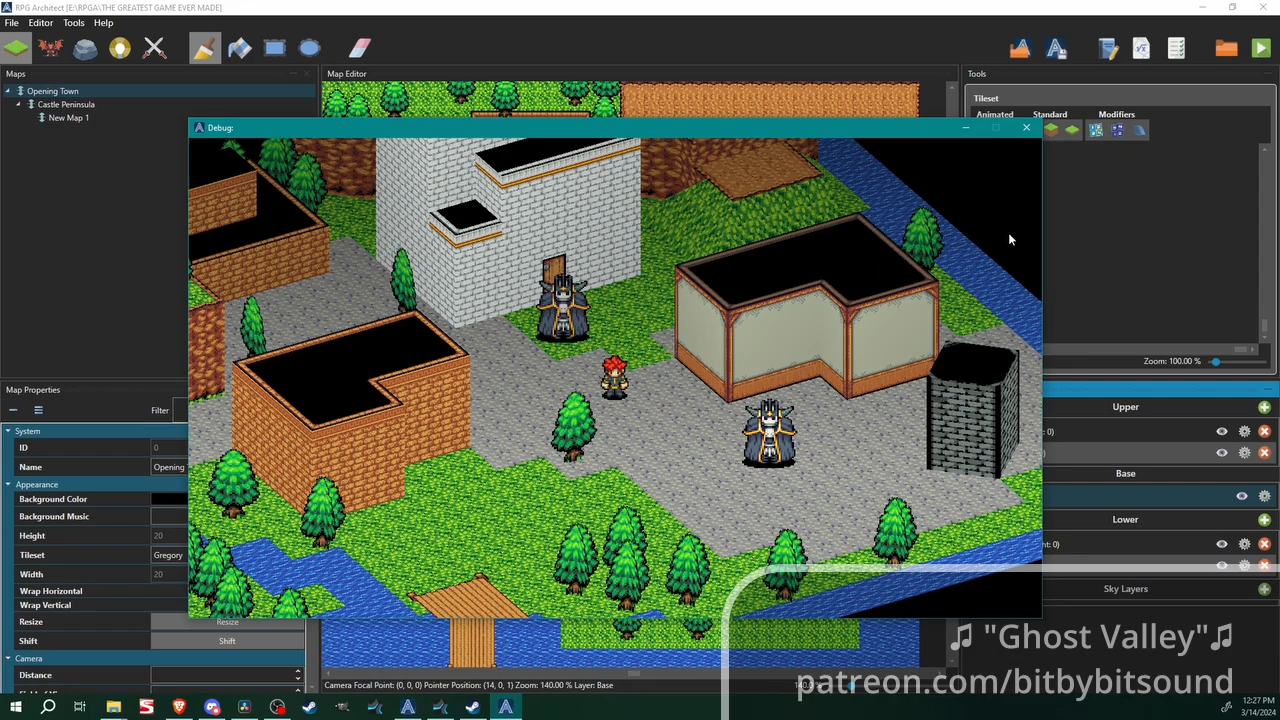 RPG Architect [E:\RPGA\THE GREATEST GAME EVER MADE]
File Editor Tools Help
Maps
Map Editor
Tools
Opening Town
Castle Peninsula
New Map 1
Tileset
Animated Standard Modifiers
Debug:
Zoom: 100.00 %
Map Properties
Filter
System
ID 0
Name Opening
Appearance
Background Color
Background Music
Height 20
Tileset Gregory
Width 20
Wrap Horizontal
Wrap Vertical
Resize Resize
Shift Shift
Camera
Distance
Upper
: 0)
Base
Lower
nt: 0)
Sky Layers
Camera Focal Point: (0, 0, 0) Pointer Position: (14, 0, 1) Zoom: 140.00 % Layer: Base
♫ "Ghost Valley"♫
patreon.com/bitbybitsound
12:27 PM
3/14/2024